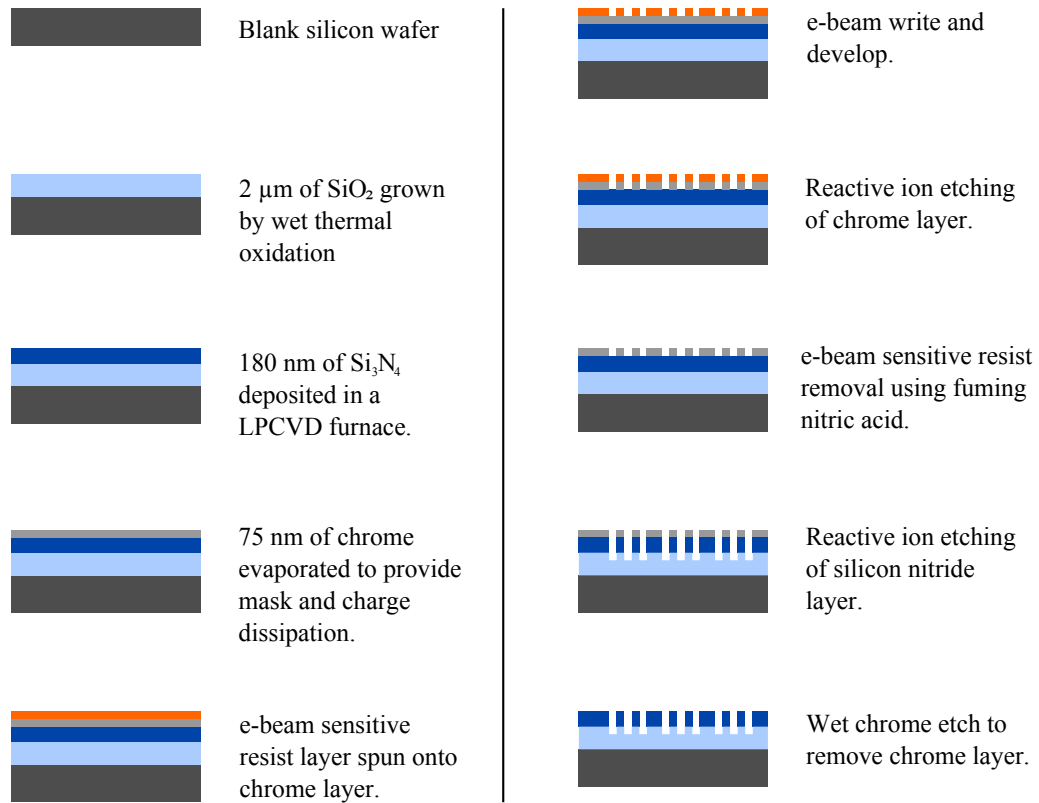 Blank silicon wafer
2 µm of SiO₂ grown
by wet thermal
oxidation
180 nm of Si₃N₄
deposited in a
LPCVD furnace.
75 nm of chrome
evaporated to provide
mask and charge
dissipation.
e-beam sensitive
resist layer spun onto
chrome layer.
e-beam write and
develop.
Reactive ion etching
of chrome layer.
e-beam sensitive resist
removal using fuming
nitric acid.
Reactive ion etching
of silicon nitride
layer.
Wet chrome etch to
remove chrome layer.